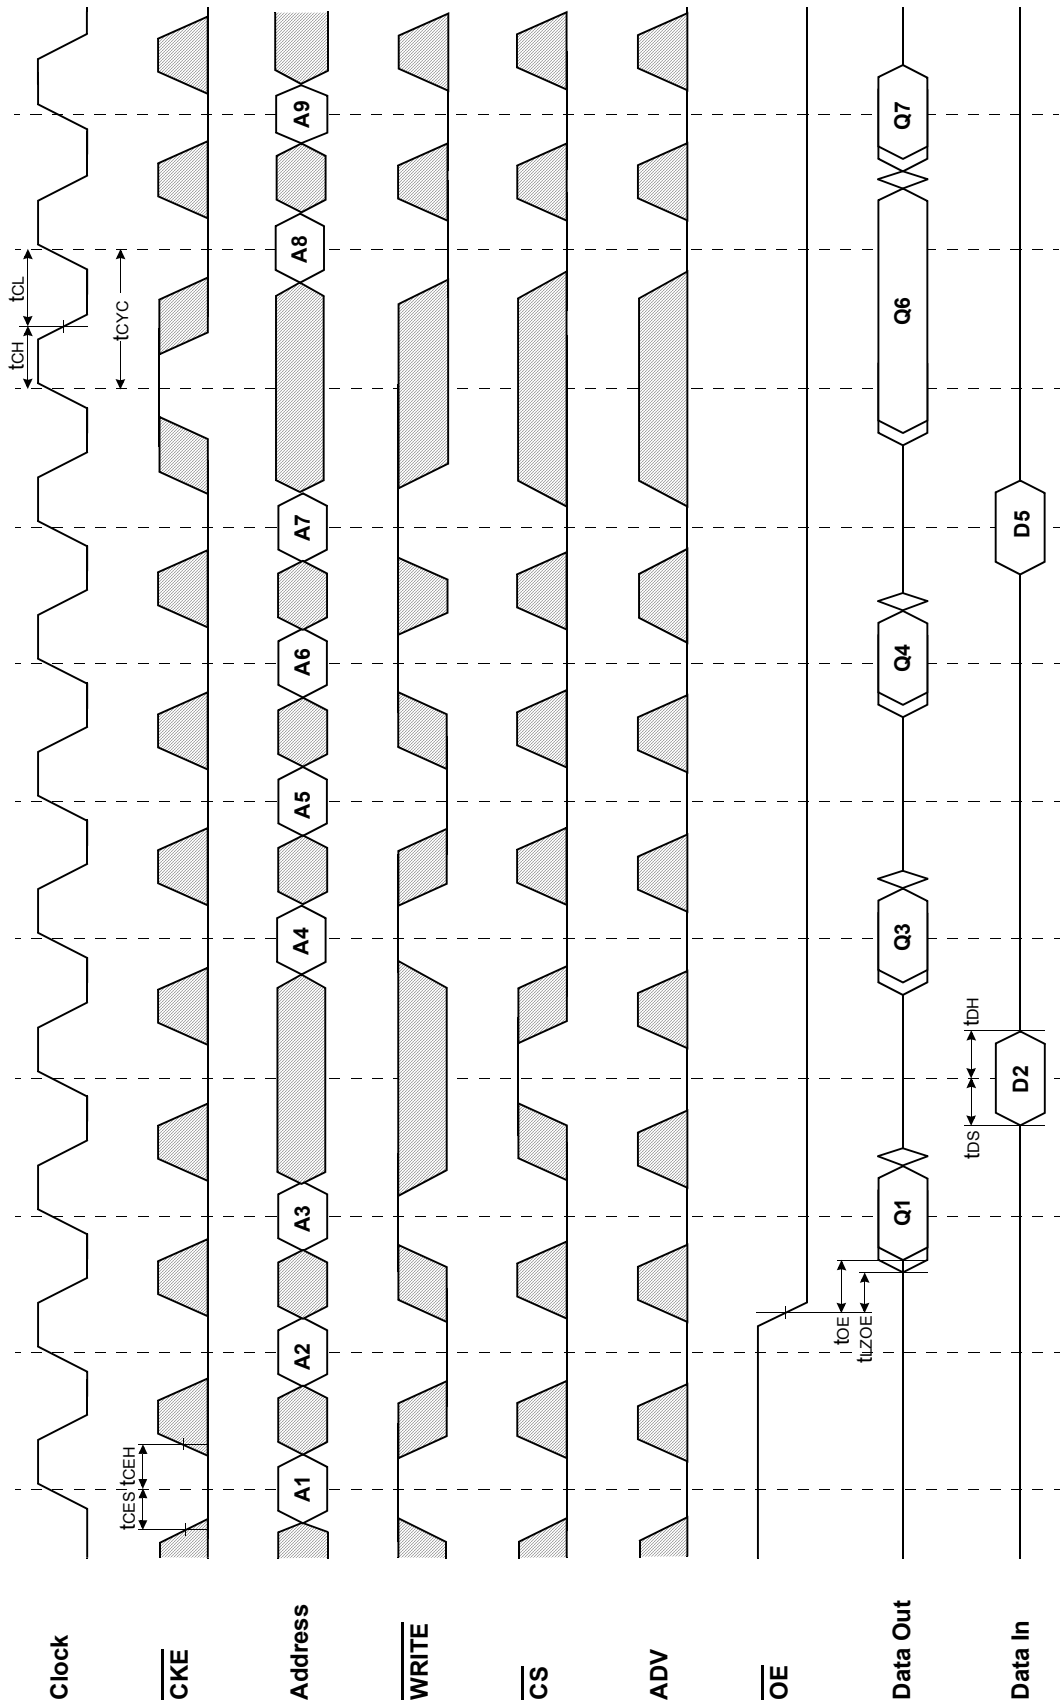 Clock
tCH tCL
tCYC
CKE
tCES tCEH
Address
A1 A2 A3 A4 A5 A6 A7 A8 A9
WRITE
CS
ADV
OE
tOE
tLZOE
Data Out
Q1 Q3 Q4 Q6 Q7
tDS tDH
Data In
D2 D5